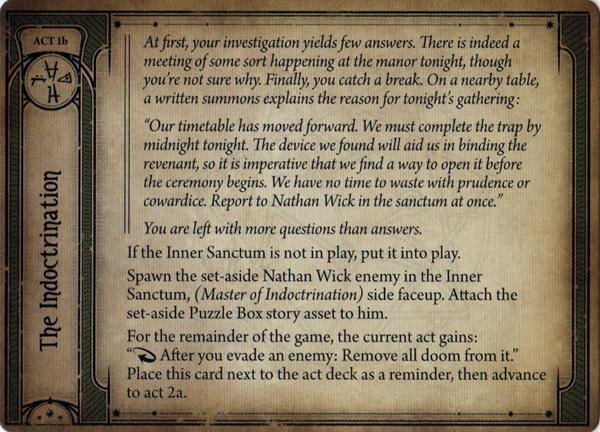 ACT 1b
The Indoctrination
At first, your investigation yields few answers. There is indeed a
meeting of some sort happening at the manor tonight, though
you’re not sure why. Finally, you catch a break. On a nearby table,
a written summons explains the reason for tonight’s gathering:
“Our timetable has moved forward. We must complete the trap by
midnight tonight. The device we found will aid us in binding the
revenant, so it is imperative that we find a way to open it before
the ceremony begins. We have no time to waste with prudence or
cowardice. Report to Nathan Wick in the sanctum at once.”
You are left with more questions than answers.
If the Inner Sanctum is not in play, put it into play.
Spawn the set-aside Nathan Wick enemy in the Inner
Sanctum, (Master of Indoctrination) side faceup. Attach the
set-aside Puzzle Box story asset to him.
For the remainder of the game, the current act gains:
“ After you evade an enemy: Remove all doom from it.”
Place this card next to the act deck as a reminder, then advance
to act 2a.